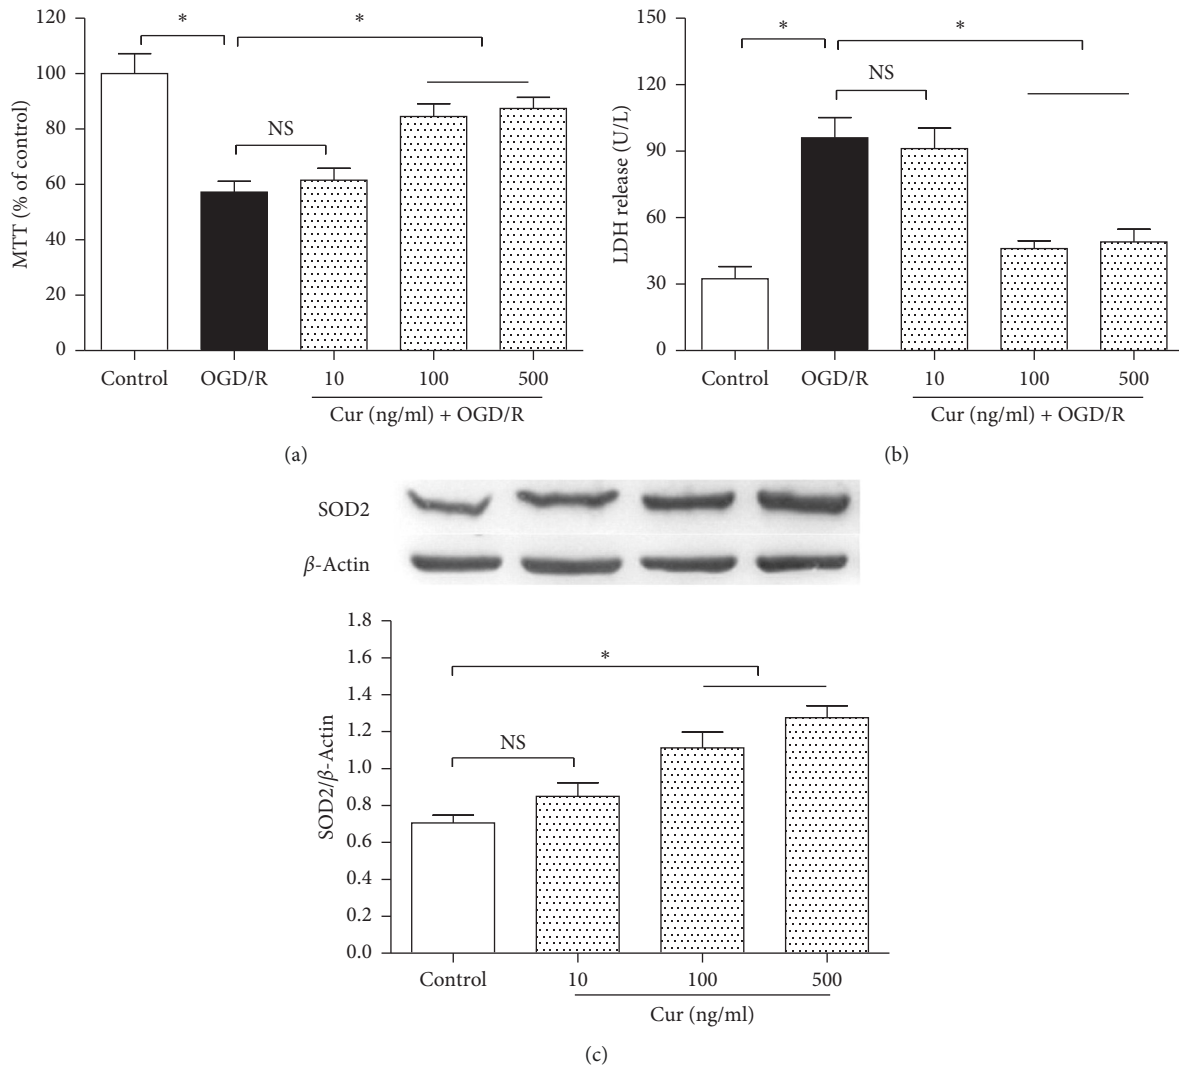 120
100
80
60
40
20
0
MTT (% of control)
*
*
NS
Control
OGD/R
10
100
500
Cur (ng/ml) + OGD/R
(a)
150
120
90
60
30
0
LDH release (U/L)
*
*
NS
Control
OGD/R
10
100
500
Cur (ng/ml) + OGD/R
(b)
SOD2
β-Actin
1.8
1.6
1.4
1.2
1.0
0.8
0.6
0.4
0.2
0.0
SOD2/β-Actin
*
NS
Control
10
100
500
Cur (ng/ml)
(c)